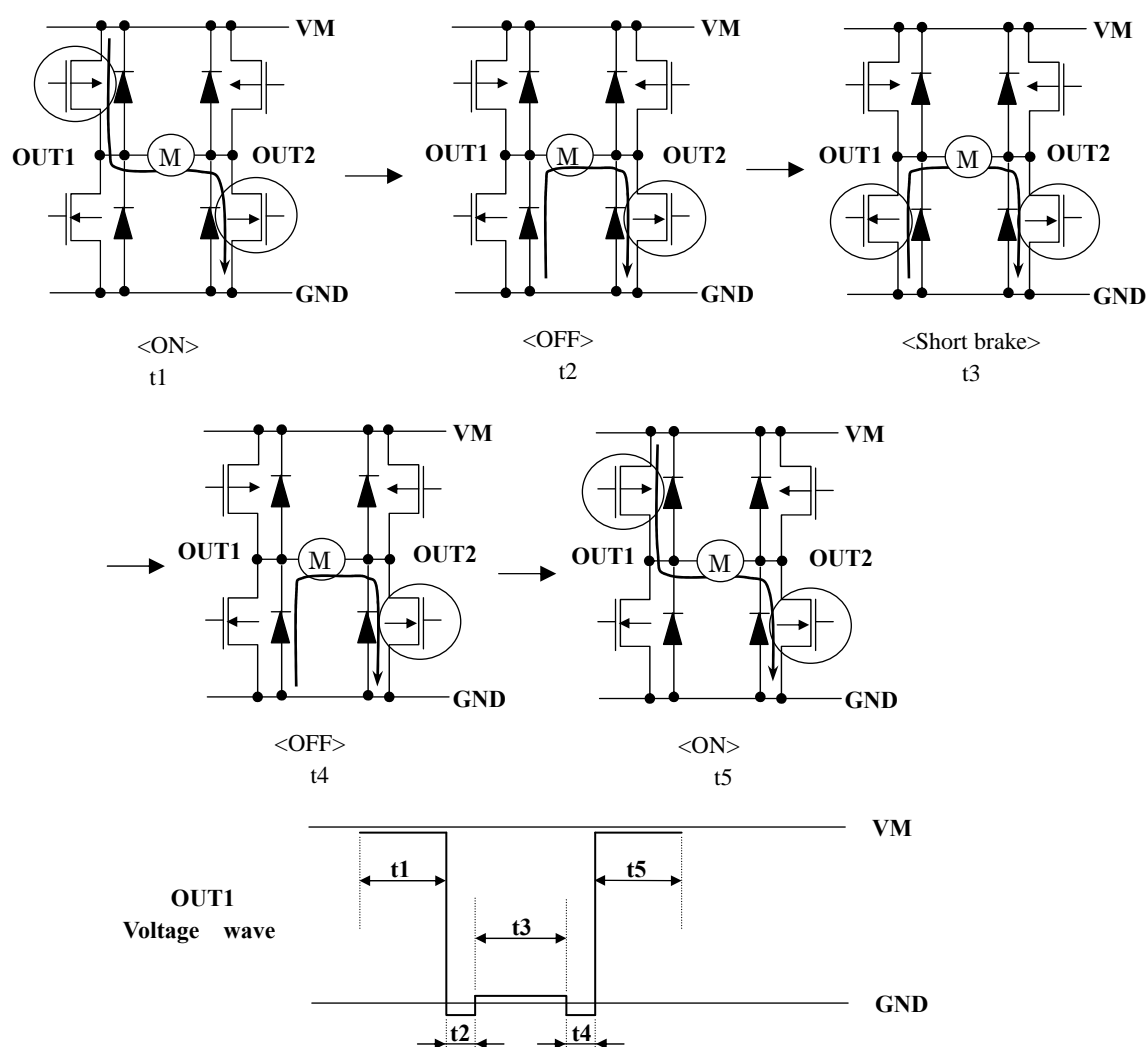 VM
VM
VM
OUT1
M
OUT2
OUT1
M
OUT2
OUT1
M
OUT2
GND
GND
GND
<ON>
t1
<OFF>
t2
<Short brake>
t3
VM
VM
OUT1
M
OUT2
OUT1
M
OUT2
GND
GND
<OFF>
t4
<ON>
t5
VM
t1
t5
OUT1
Voltage wave
t3
GND
t2
t4